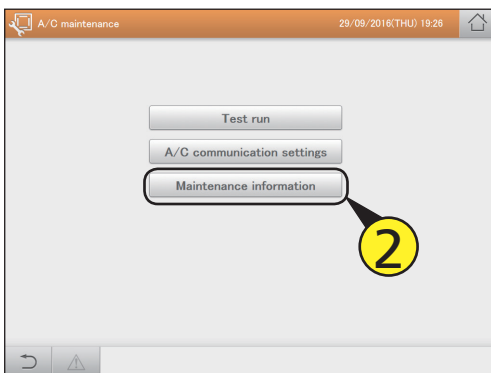 A/C maintenance
29/09/2016(THU) 19:26
Test run
A/C communication settings
Maintenance information
2